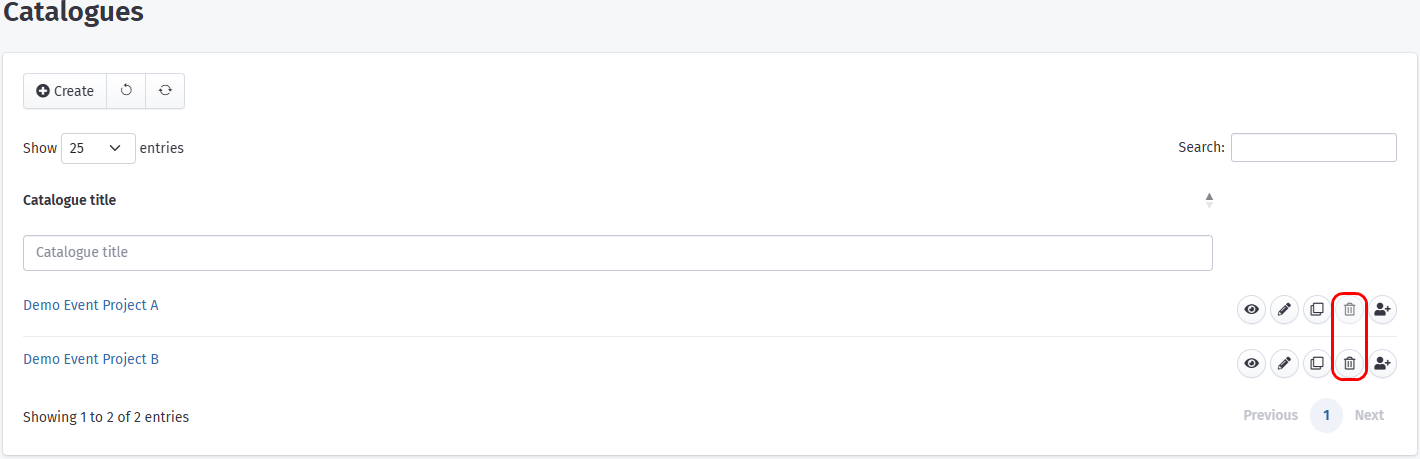 Catalogues
Create
Show 25 entries
Search:
Catalogue title
Catalogue title
Demo Event Project A
Demo Event Project B
Showing 1 to 2 of 2 entries
Previous 1 Next